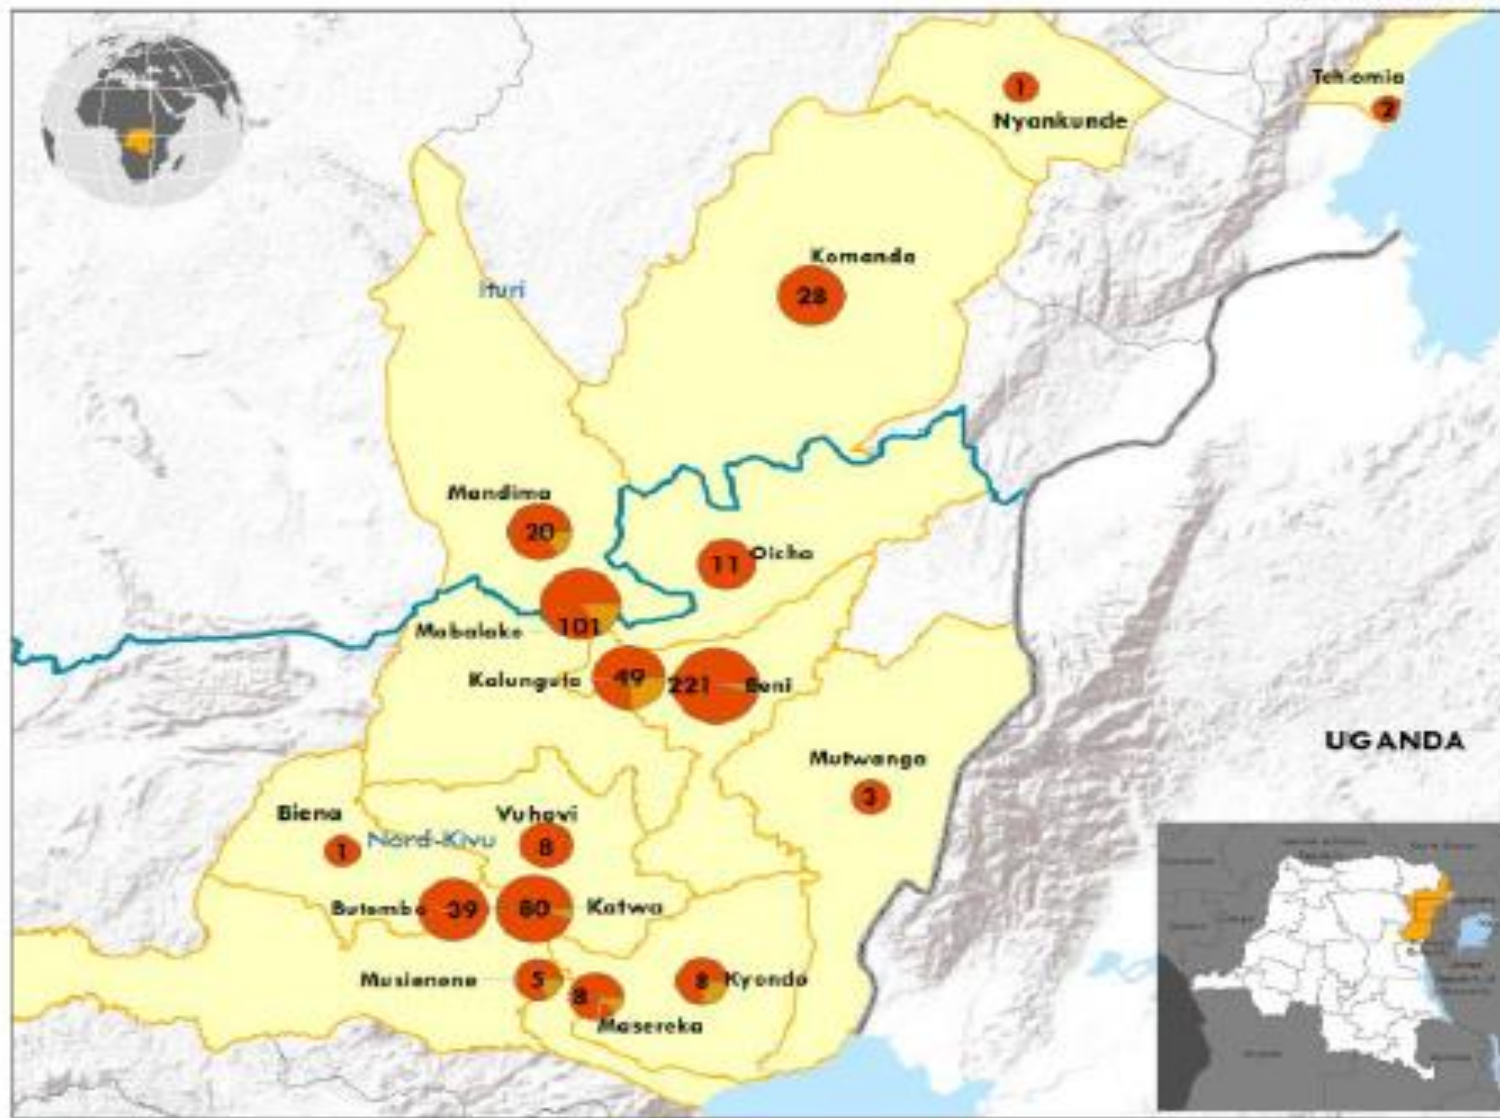 Tchomia
2
1
Nyankunde
Komanda
28
Ituri
Mandima
20
Oicha
11
101
Mabalako
Kalunguta
49
221
Beni
UGANDA
Mutwanga
3
Biena
1
Nord-Kivu
Vuhovi
8
Butembo
39
80
Katwa
Musienene
5
8
Masereka
8
Kyondo